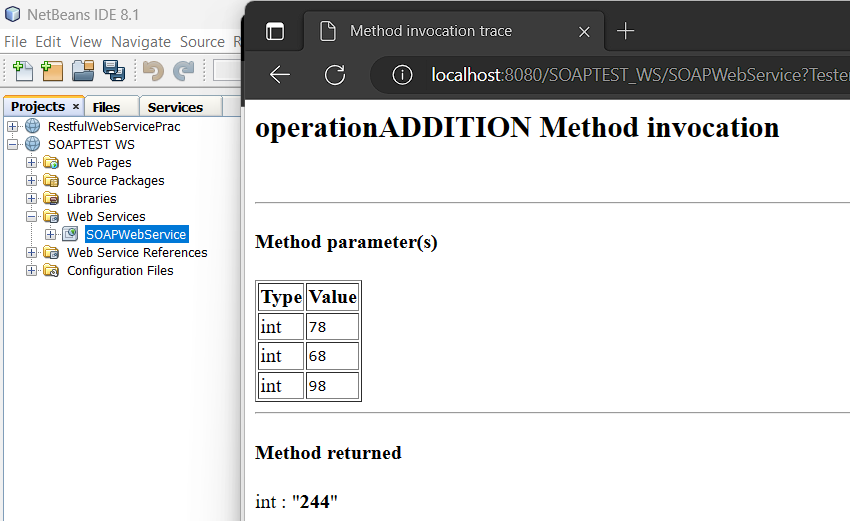 NetBeans IDE 8.1
File Edit View Navigate Source R
Projects × Files Services
RestfulWebServicePrac
SOAPTEST WS
Web Pages
Source Packages
Libraries
Web Services
SOAPWebService
Web Service References
Configuration Files
Method invocation trace
localhost:8080/SOAPTEST_WS/SOAPWebService?Tester
operationADDITION Method invocation
Method parameter(s)
Type Value
int 78
int 68
int 98
Method returned
int : "244"